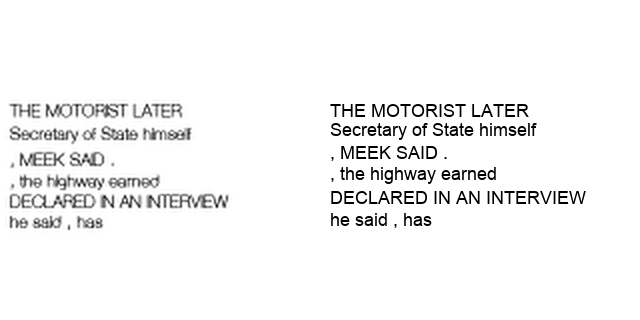 THE MOTORIST LATER
Secretary of State himself
, MEEK SAID .
, the highway earned
DECLARED IN AN INTERVIEW
he said , has
THE MOTORIST LATER
Secretary of State himself
, MEEK SAID .
, the highway earned
DECLARED IN AN INTERVIEW
he said , has